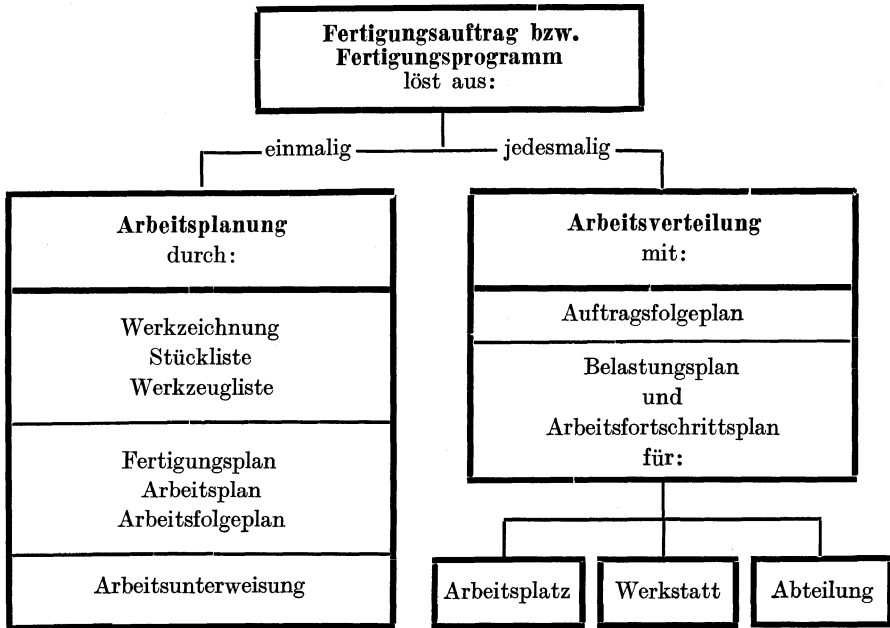 Fertigungsauftrag bzw.
Fertigungsprogramm
löst aus:
einmalig
jedesmalig
Arbeitsplanung
durch:
Werkzeichnung
Stückliste
Werkzeugliste
Fertigungsplan
Arbeitsplan
Arbeitsfolgeplan
Arbeitsunterweisung
Arbeitsverteilung
mit:
Auftragsfolgeplan
Belastungsplan
und
Arbeitsfortschrittsplan
für:
Arbeitsplatz
Werkstatt
Abteilung